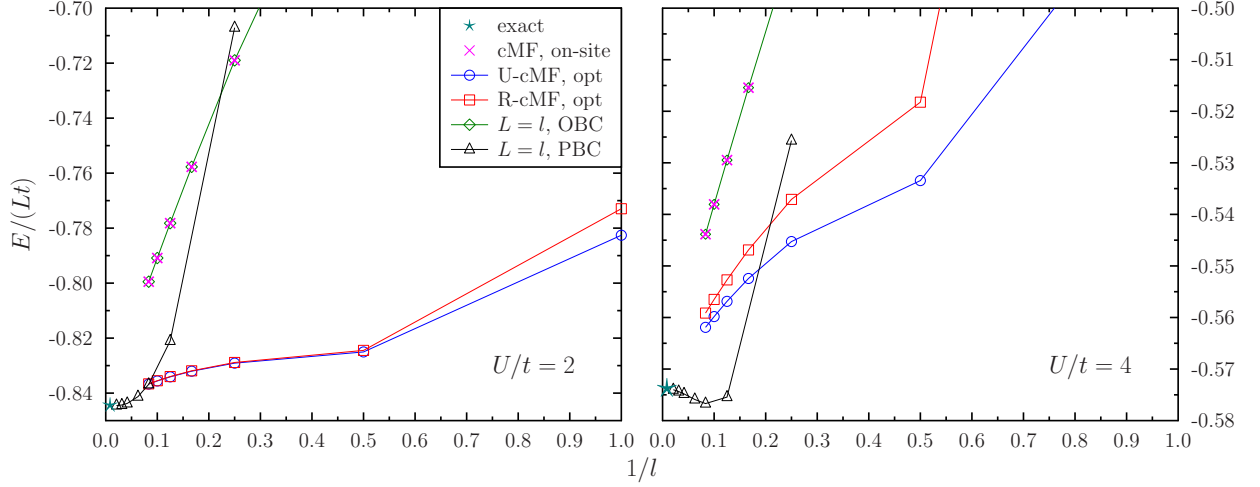 -0.70
-0.72
-0.74
-0.76
-0.78
-0.80
-0.82
-0.84
E/(Lt)
exact
cMF, on-site
U-cMF, opt
R-cMF, opt
L = l, OBC
L = l, PBC
U/t = 2
0.0 0.1 0.2 0.3 0.4 0.5 0.6 0.7 0.8 0.9 1.0
U/t = 4
0.0 0.1 0.2 0.3 0.4 0.5 0.6 0.7 0.8 0.9 1.0
-0.50
-0.51
-0.52
-0.53
-0.54
-0.55
-0.56
-0.57
-0.58
1/l